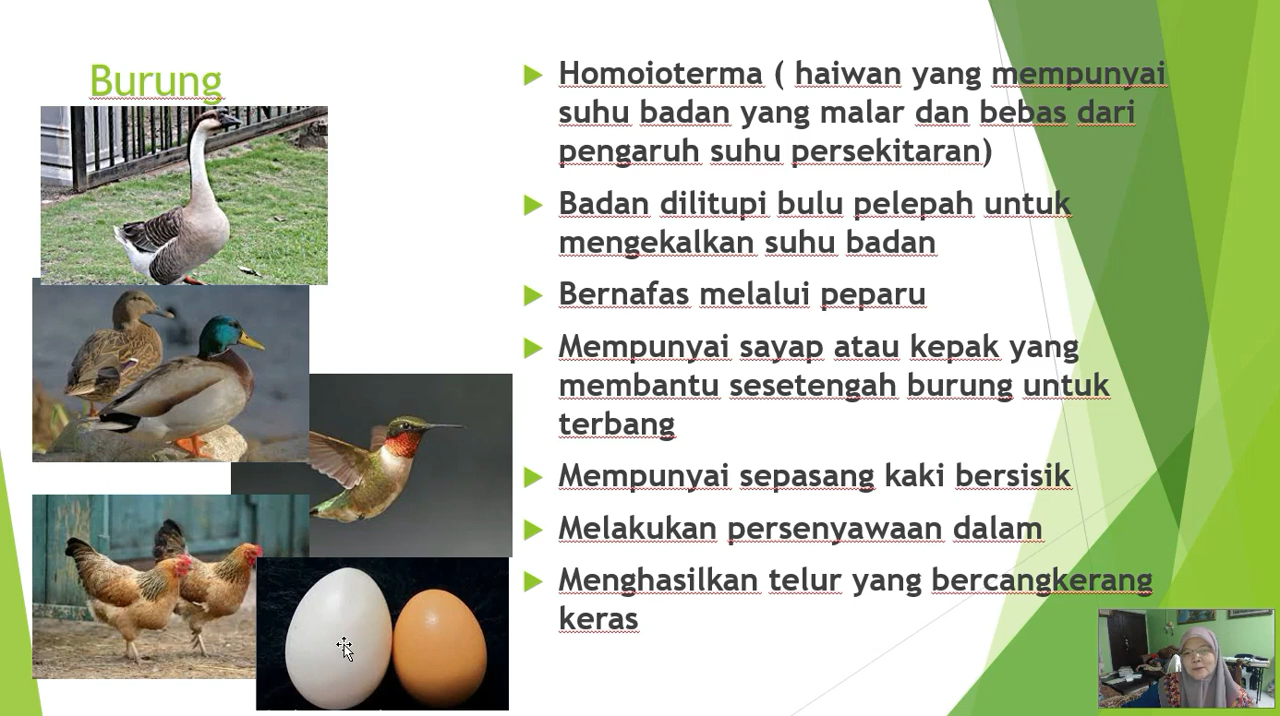 Burung
Homoioterma ( haiwan yang mempunyai
suhu badan yang malar dan bebas dari
pengaruh suhu persekitaran)
Badan dilitupi bulu pelepah untuk
mengekalkan suhu badan
Bernafas melalui peparu
Mempunyai sayap atau kepak yang
membantu sesetengah burung untuk
terbang
Mempunyai sepasang kaki bersisik
Melakukan persenyawaan dalam
Menghasilkan telur yang bercangkerang
keras